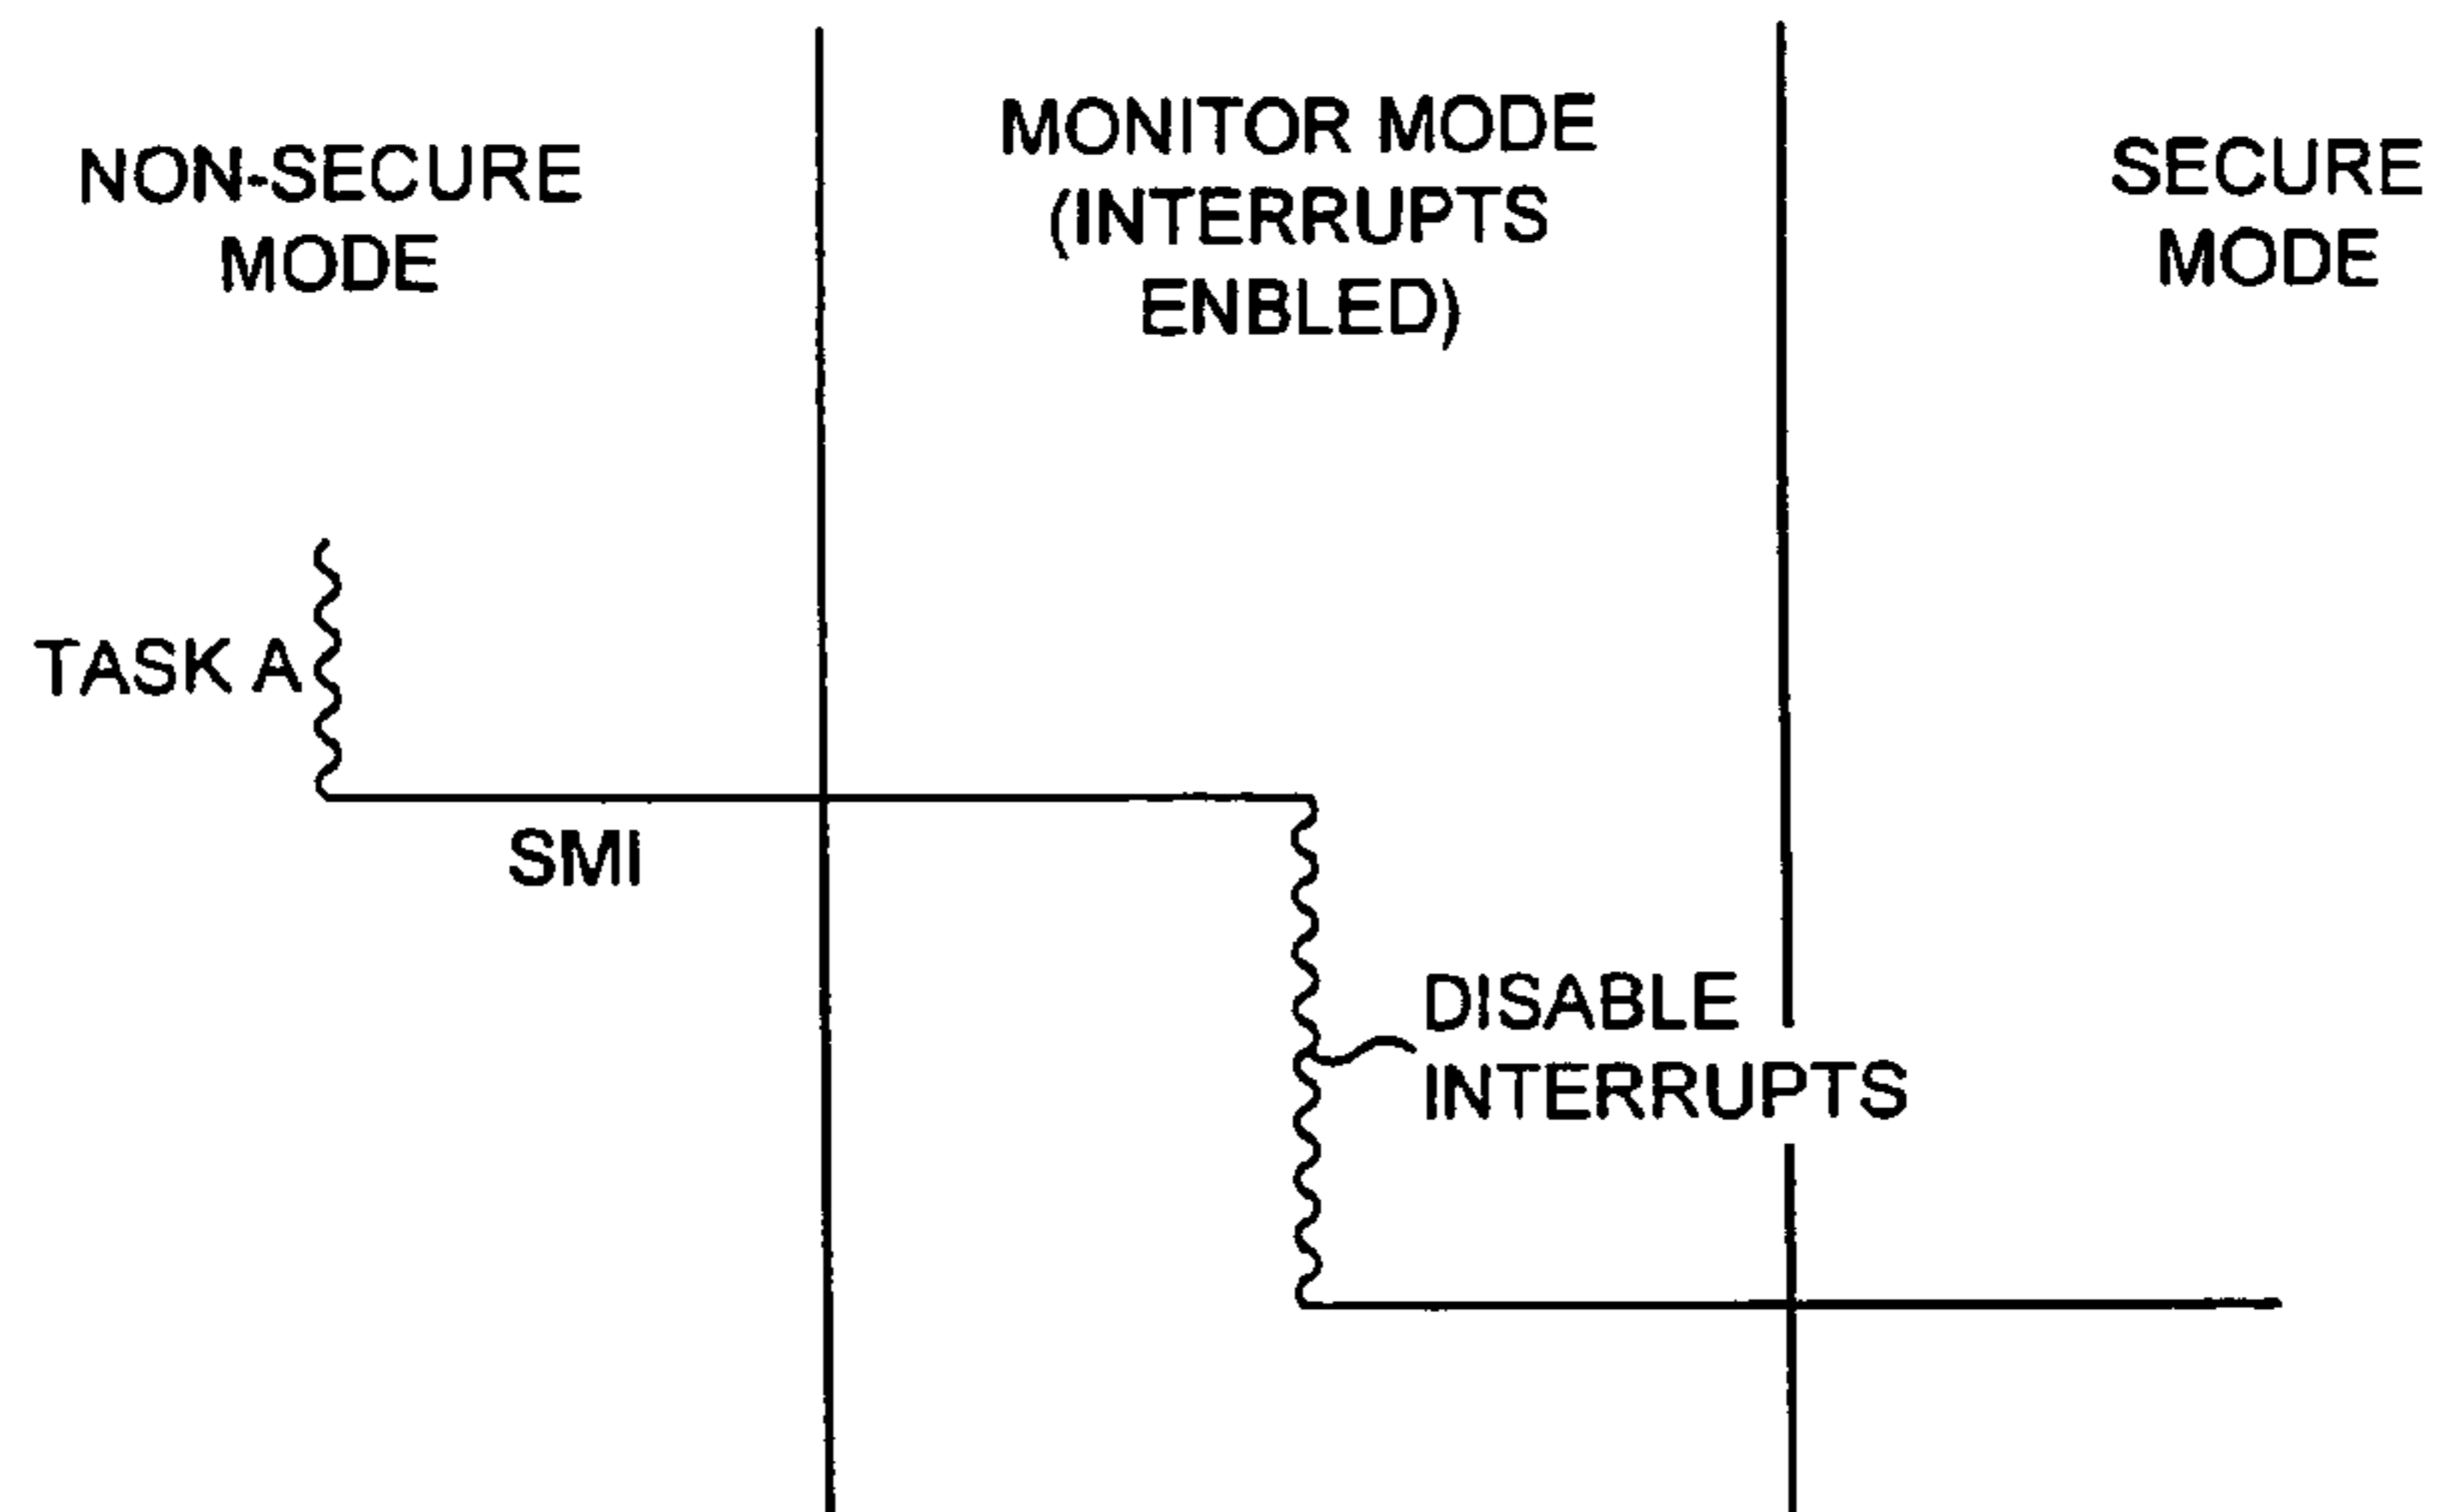 NON-SECURE
MODE
MONITOR MODE
(INTERRUPTS
ENBLED)
SECURE
MODE
TASK A
SMI
DISABLE
INTERRUPTS